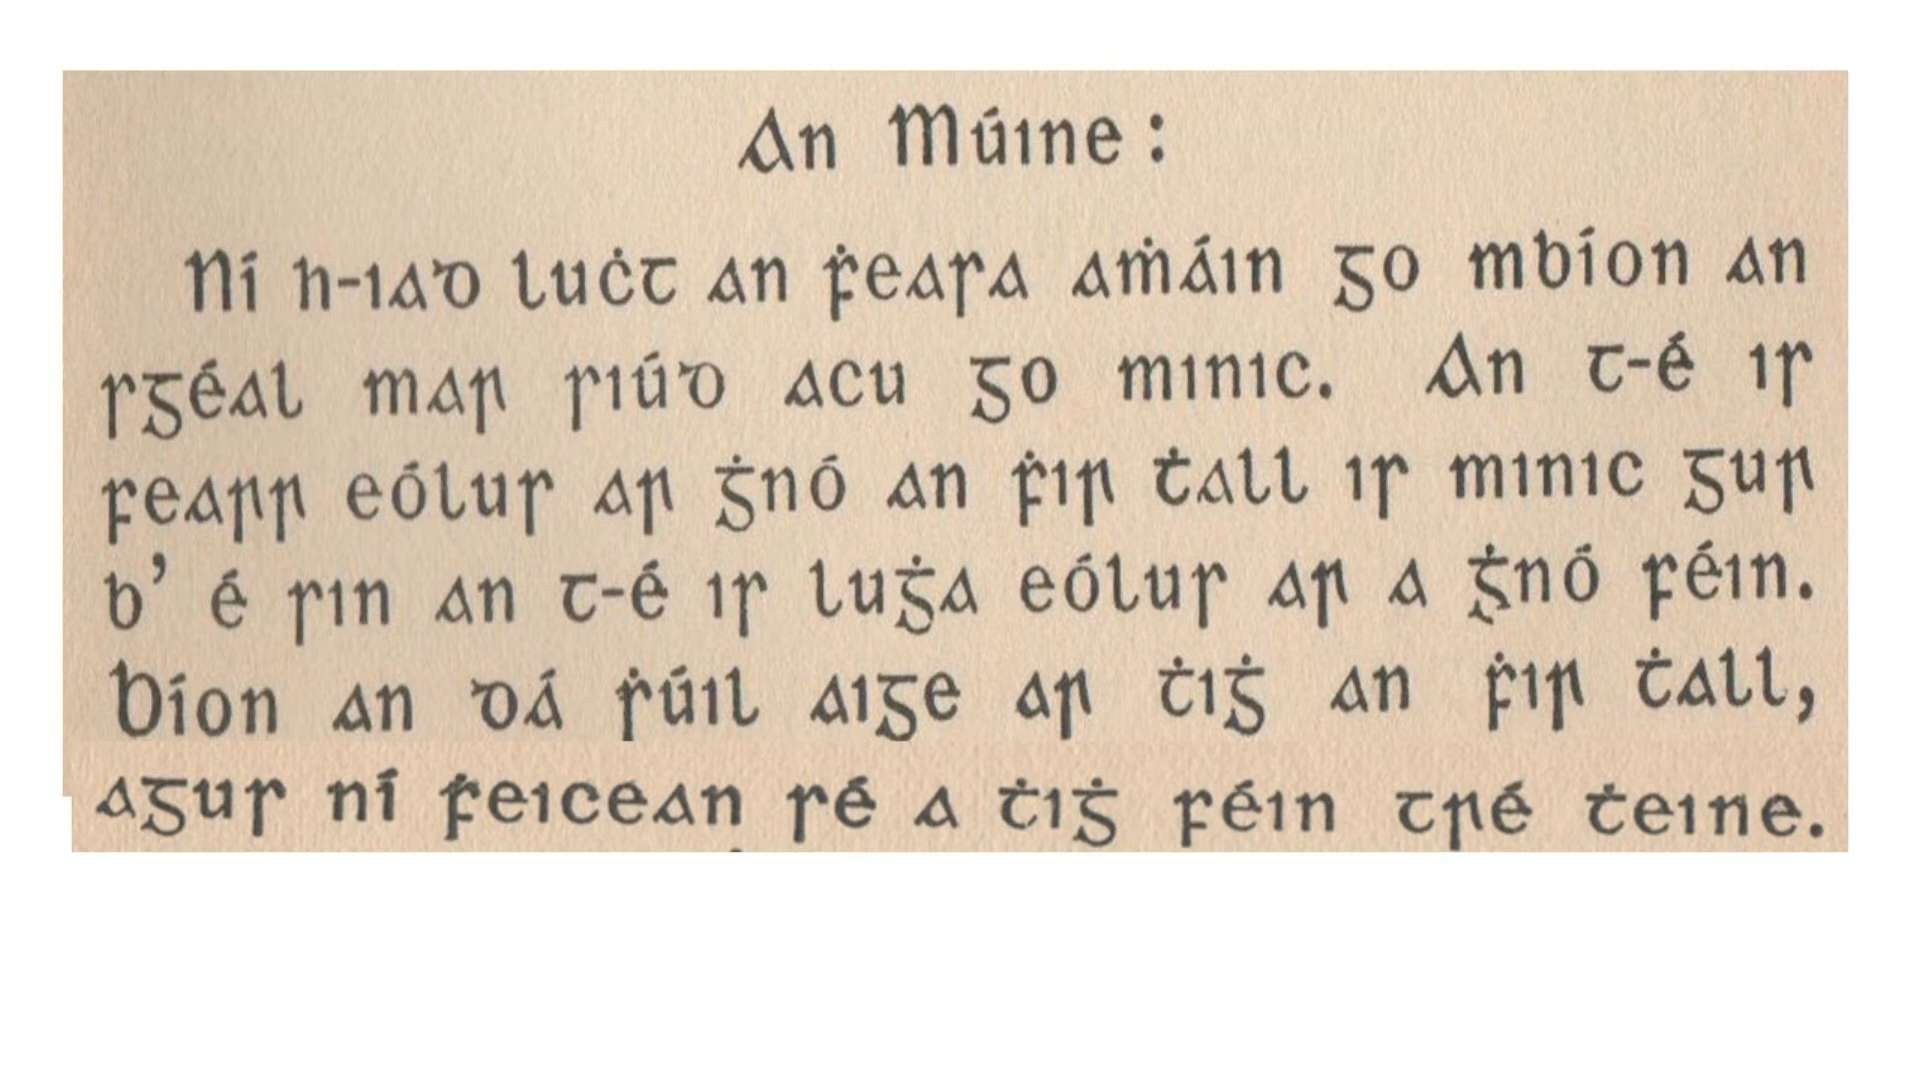 An Múine:
Ní h-iad luċt an ḟeasa aṁáin go mbíon an
sgéal mar siúd acu go minic. An t-é is
fearr eólus ar ġnó an ḟir ṫall is minic gur
b’ é sin an t-é is luġa eólus ar a ġnó féin.
Bíon an dá ṡúil aige ar ṫiġ an ḟir ṫall,
agus ní ḟeicean sé a ṫiġ féin tré ṫeine.